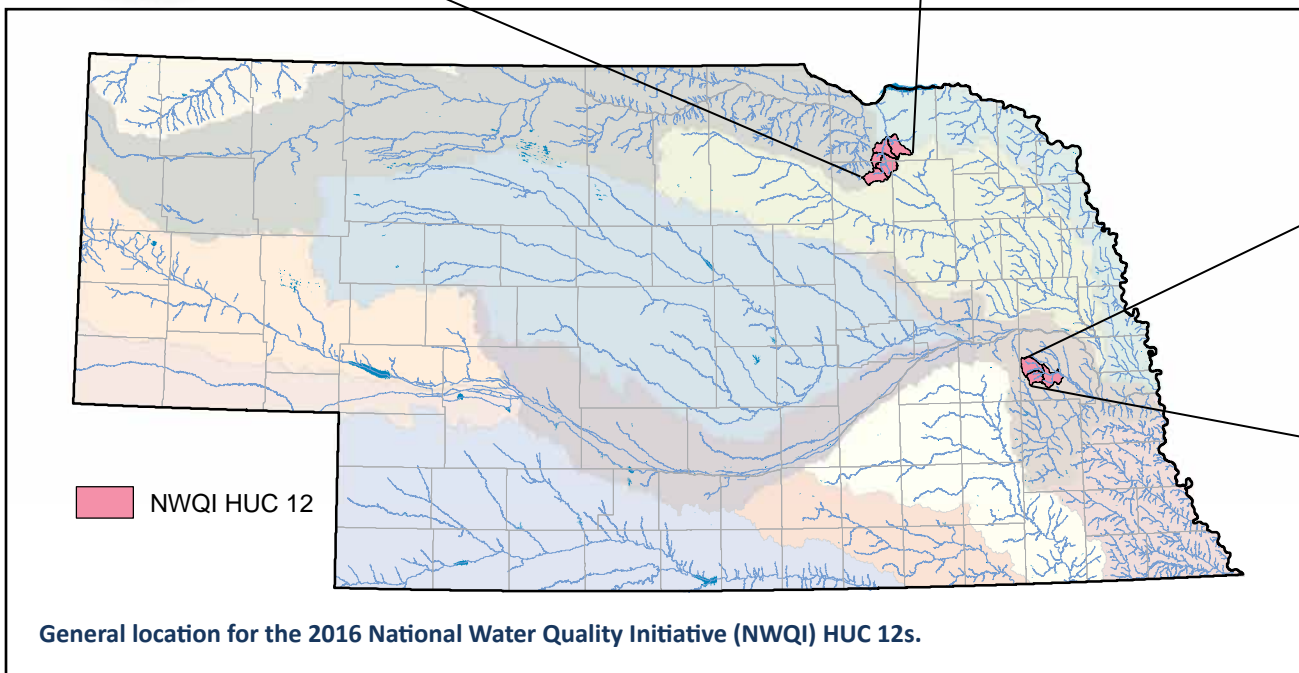 NWQI HUC 12
General location for the 2016 National Water Quality Initiative (NWQI) HUC 12s.